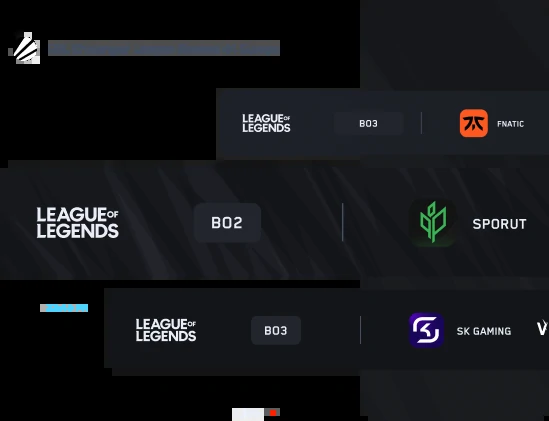 LEAGUE OF
LEGENDS
BO3
FNATIC
LEAGUE OF
LEGENDS
BO2
SPORUT
LEAGUE OF
LEGENDS
BO3
SK GAMING